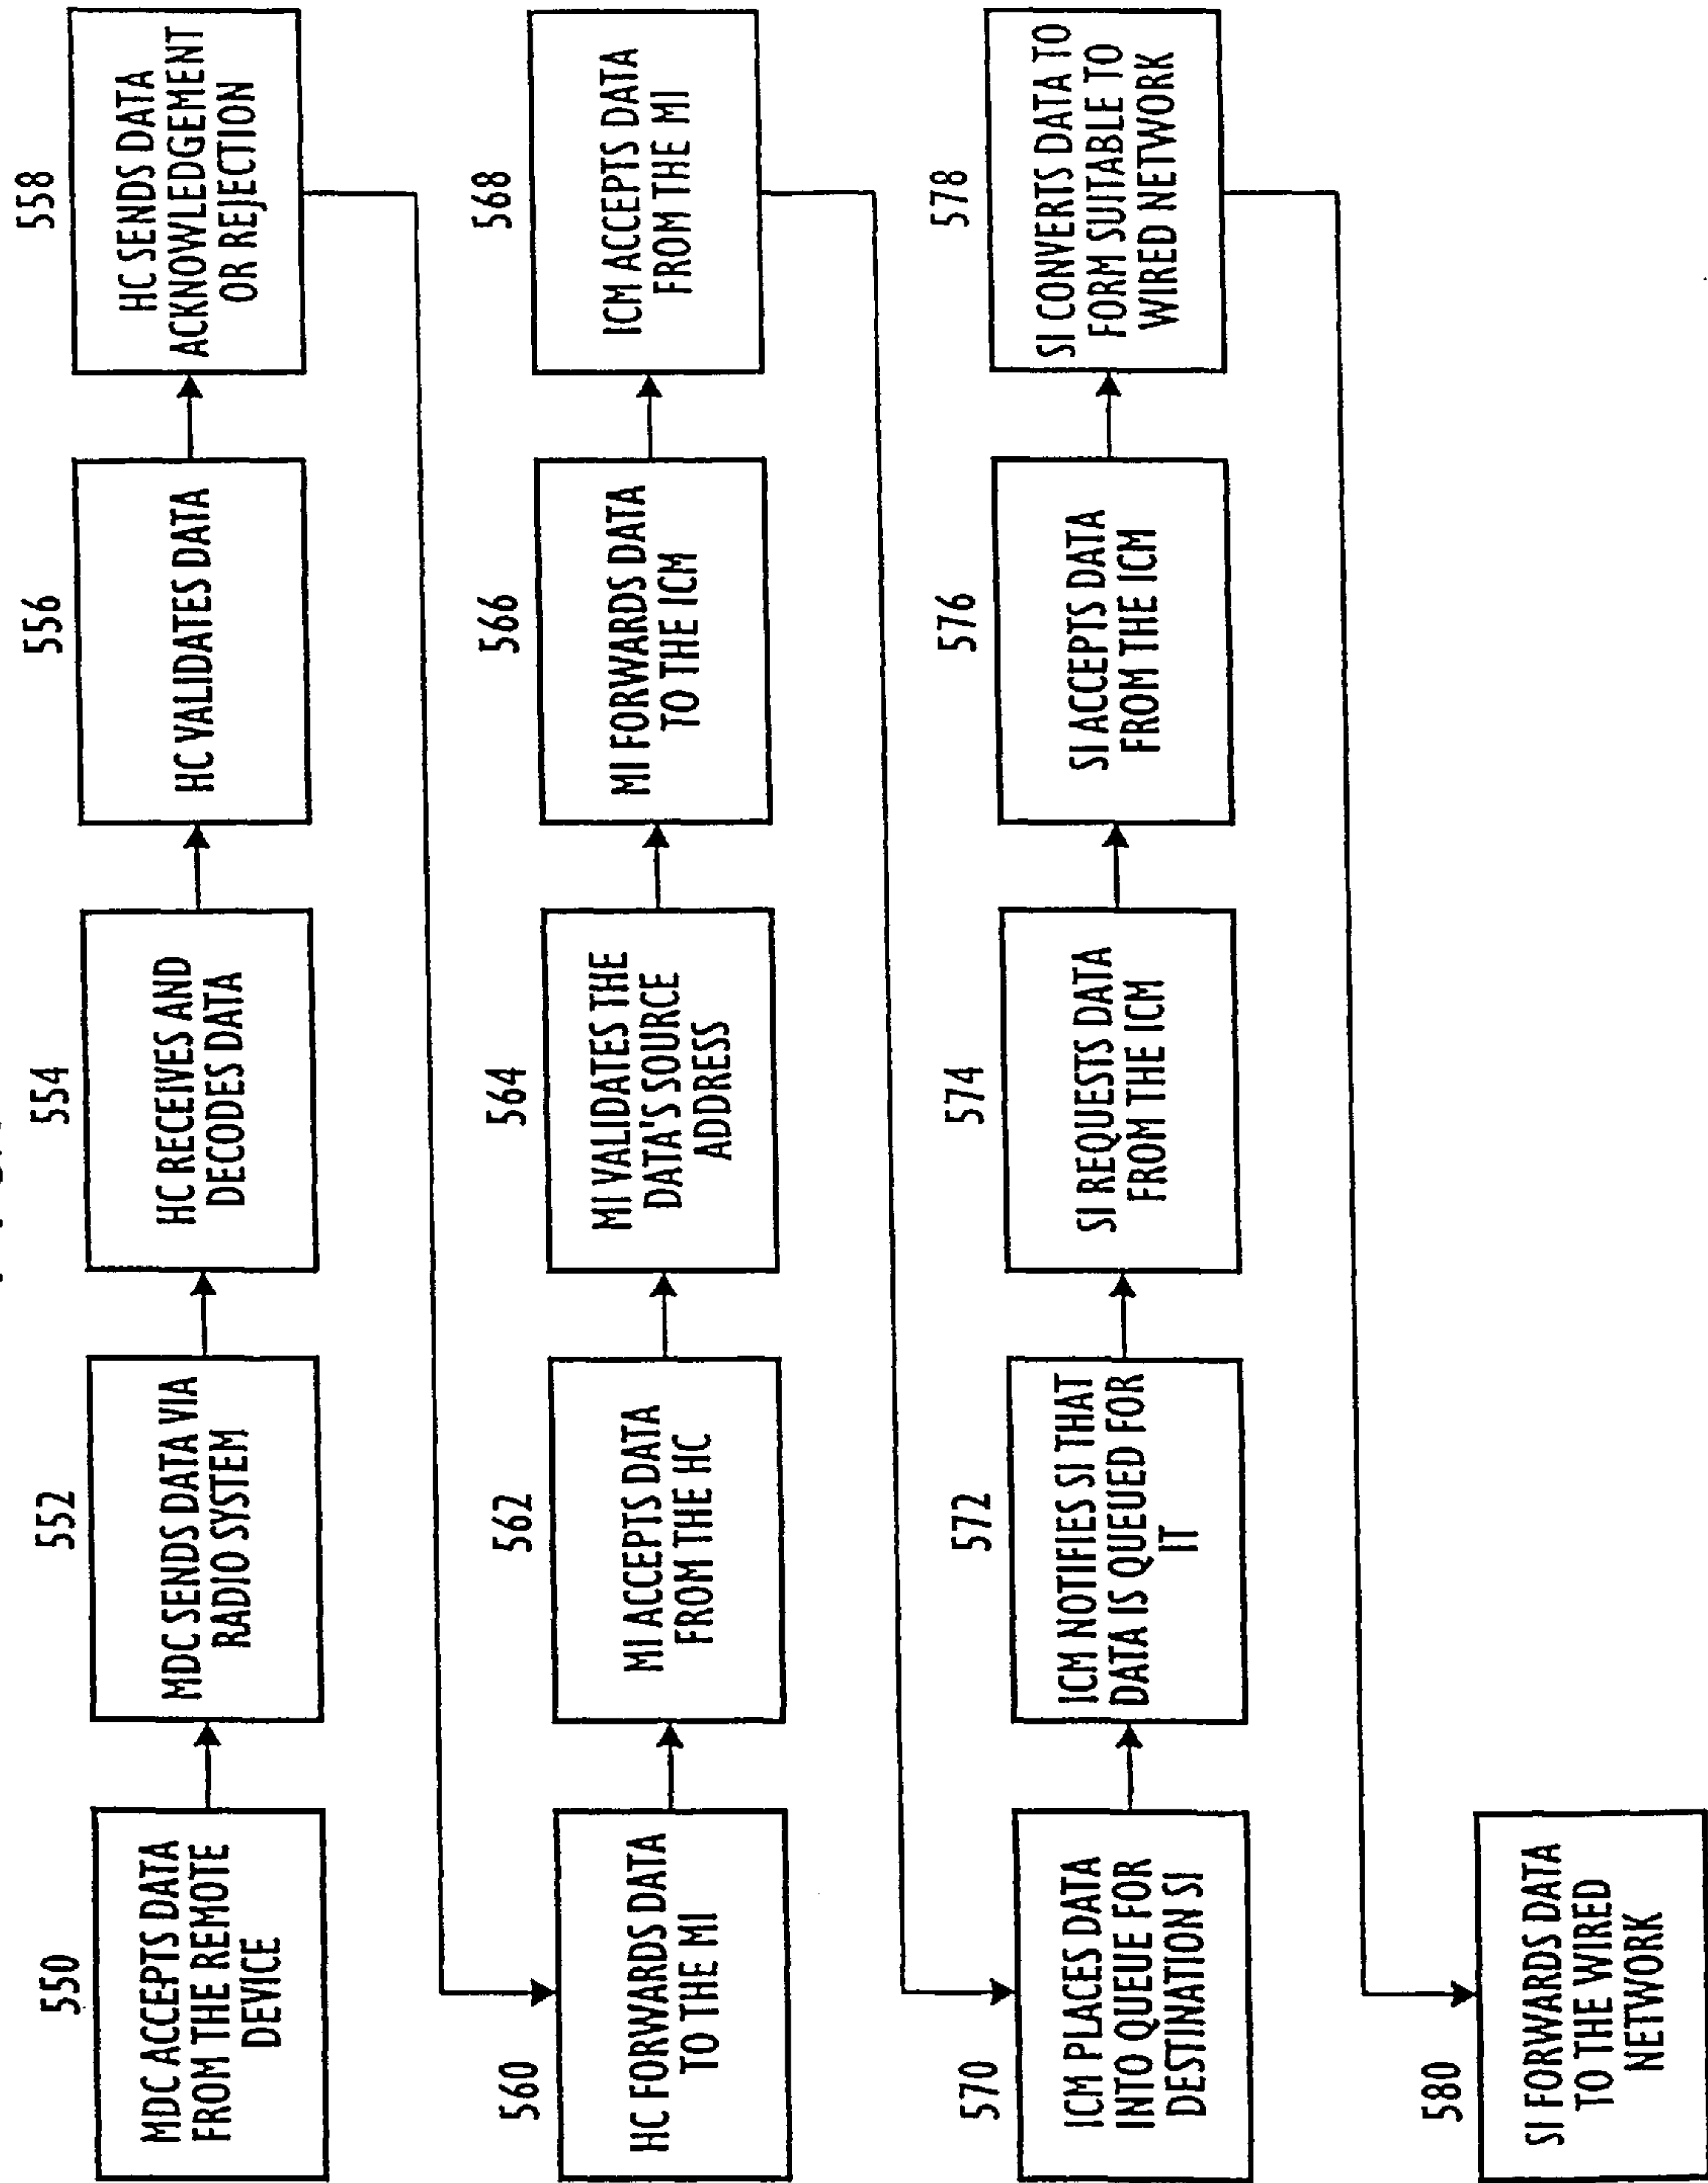 550
MDC ACCEPTS DATA
FROM THE REMOTE
DEVICE
552
MDC SENDS DATA VIA
RADIO SYSTEM
554
HC RECEIVES AND
DECODES DATA
556
HC VALIDATES DATA
558
HC SENDS DATA
ACKNOWLEDGEMENT
OR REJECTION
560
HC FORWARDS DATA
TO THE MI
562
MI ACCEPTS DATA
FROM THE HC
564
MI VALIDATES THE
DATA'S SOURCE
ADDRESS
566
MI FORWARDS DATA
TO THE ICM
568
ICM ACCEPTS DATA
FROM THE MI
570
ICM PLACES DATA
INTO QUEUE FOR
DESTINATION SI
572
ICM NOTIFIES SI THAT
DATA IS QUEUED FOR
IT
574
SI REQUESTS DATA
FROM THE ICM
576
SI ACCEPTS DATA
FROM THE ICM
578
SI CONVERTS DATA TO
FORM SUITABLE TO
WIRED NETWORK
580
SI FORWARDS DATA
TO THE WIRED
NETWORK